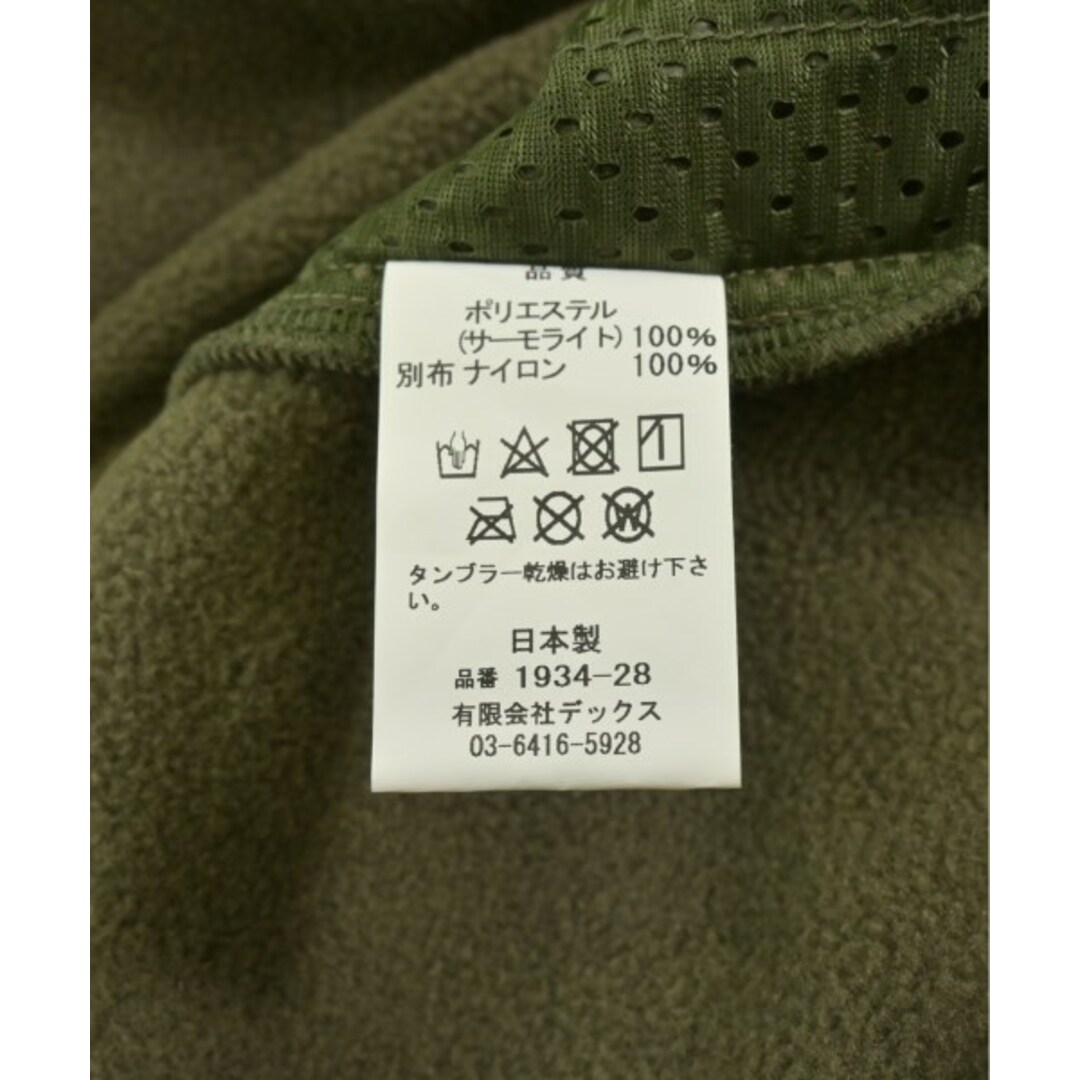 品質
ポリエステル
(サーモライト) 100%
別布 ナイロン 100%
W
タンブラー乾燥はお避け下さ
い。
日本製
品番 1934-28
有限会社デックス
03-6416-5928